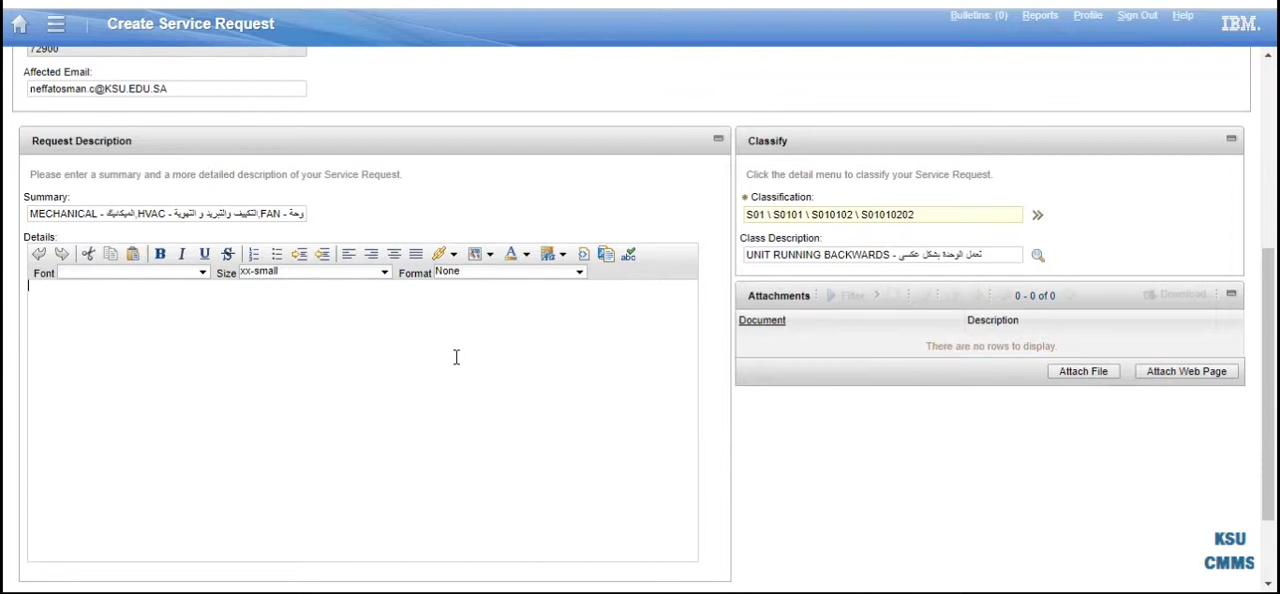 Create Service Request
Bulletins: (0) Reports Profile Sign Out Help IBM.
72900
Affected Email:
neffatosman.c@KSU.EDU.SA
Request Description
Please enter a summary and a more detailed description of your Service Request.
Summary:
MECHANICAL - الميكانيك,HVAC - التكييف والتبريد و التهوية,FAN - وحة
Details:
Font Size xx-small Format None
Classify
Click the detail menu to classify your Service Request.
Classification:
S01 \ S0101 \ S010102 \ S01010202
Class Description:
UNIT RUNNING BACKWARDS - تعمل الوحدة بشكل عكسي
Attachments Filter 0 - 0 of 0 Download
Document Description
There are no rows to display.
Attach File Attach Web Page
KSU
CMMS